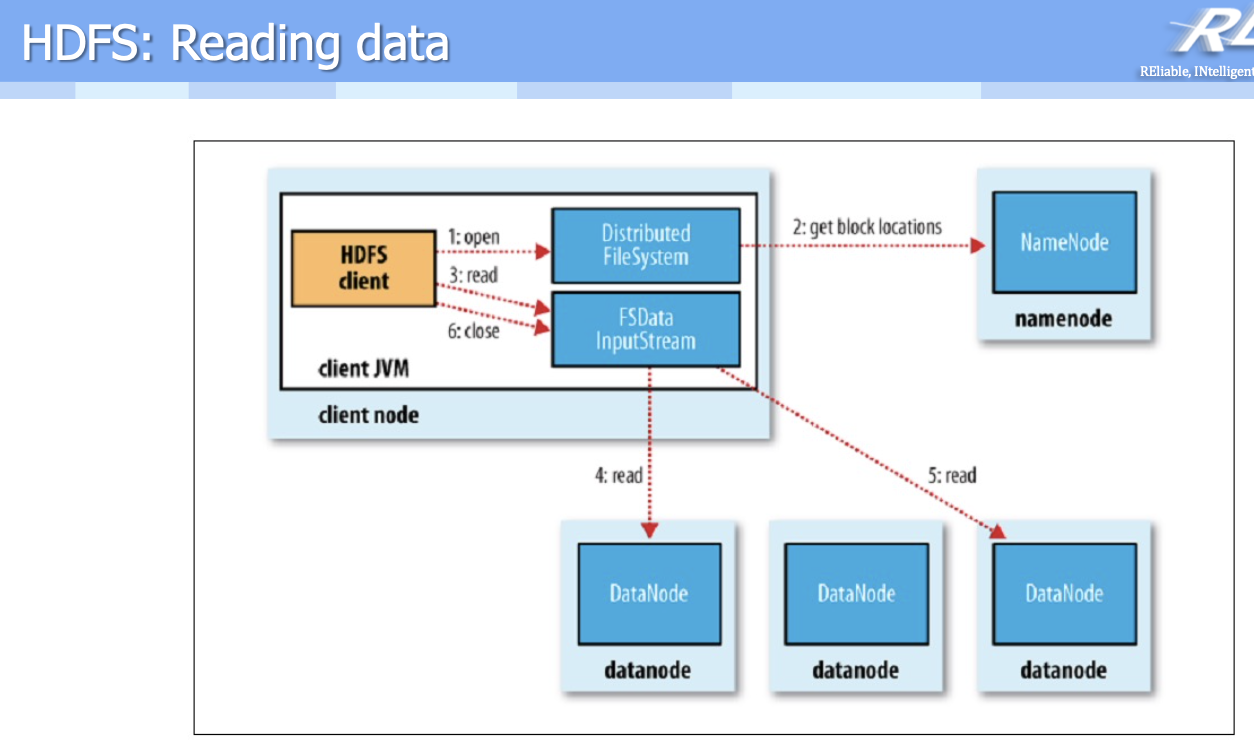 HDFS: Reading data
REliable, INtelligent
1: open
Distributed
FileSystem
2: get block locations
NameNode
namenode
HDFS
client
3: read
FSData
InputStream
6: close
client JVM
client node
4: read
5: read
DataNode
datanode
DataNode
datanode
DataNode
datanode